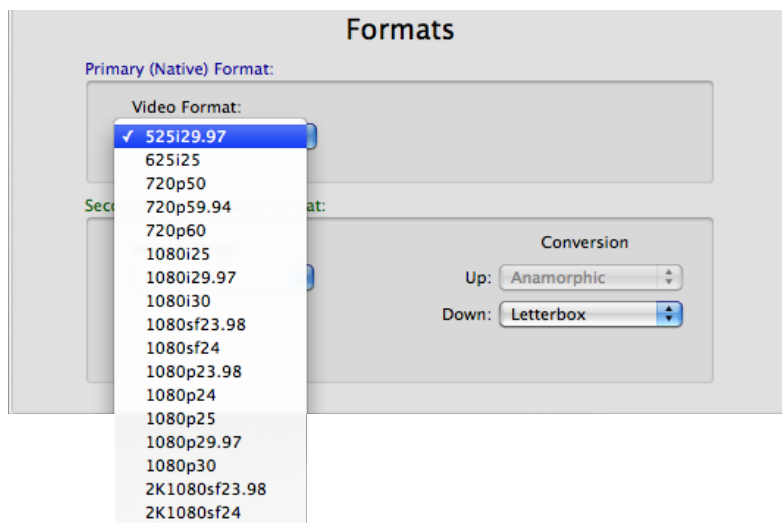 Formats
Primary (Native) Format:
Video Format:
✓ 525i29.97
625i25
720p50
720p59.94
720p60
1080i25
1080i29.97
1080i30
1080sf23.98
1080sf24
1080p23.98
1080p24
1080p25
1080p29.97
1080p30
2K1080sf23.98
2K1080sf24
Conversion
Up: Anamorphic
Down: Letterbox